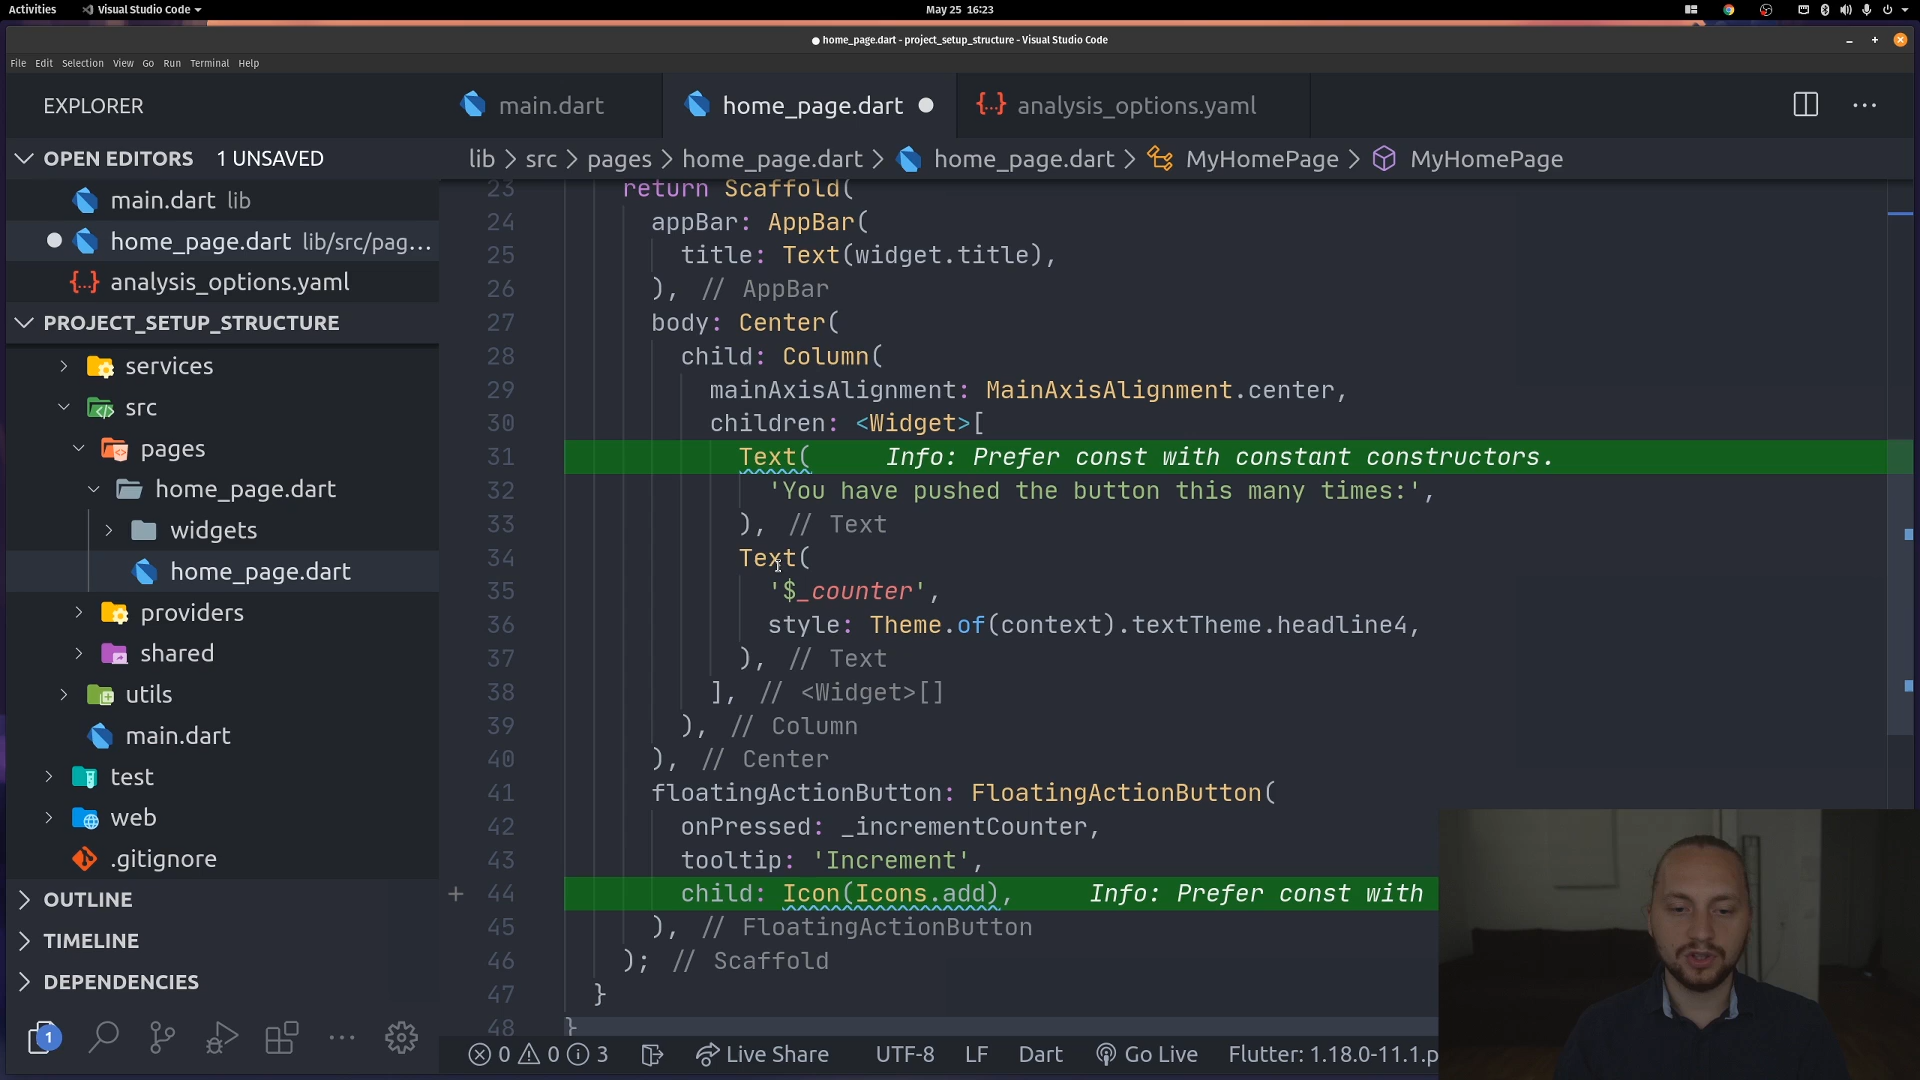 Activities
Visual Studio Code
May 25 16:23
home_page.dart - project_setup_structure - Visual Studio Code
File Edit Selection View Go Run Terminal Help
EXPLORER
main.dart
home_page.dart
analysis_options.yaml
OPEN EDITORS 1 UNSAVED
lib > src > pages > home_page.dart > home_page.dart > MyHomePage > MyHomePage
main.dart lib
home_page.dart lib/src/pag...
analysis_options.yaml
PROJECT_SETUP_STRUCTURE
services
src
pages
home_page.dart
widgets
home_page.dart
providers
shared
utils
main.dart
test
web
.gitignore
OUTLINE
TIMELINE
DEPENDENCIES
23 return Scaffold(
24 appBar: AppBar(
25 title: Text(widget.title),
26 ), // AppBar
27 body: Center(
28 child: Column(
29 mainAxisAlignment: MainAxisAlignment.center,
30 children: <Widget>[
31 Text( Info: Prefer const with constant constructors.
32 'You have pushed the button this many times:',
33 ), // Text
34 Text(
35 '$_counter',
36 style: Theme.of(context).textTheme.headline4,
37 ), // Text
38 ], // <Widget>[]
39 ), // Column
40 ), // Center
41 floatingActionButton: FloatingActionButton(
42 onPressed: _incrementCounter,
43 tooltip: 'Increment',
44 child: Icon(Icons.add), Info: Prefer const with
45 ), // FloatingActionButton
46 ); // Scaffold
47 }
48 }
1
0 0 3
Live Share
UTF-8
LF
Dart
Go Live
Flutter: 1.18.0-11.1.p